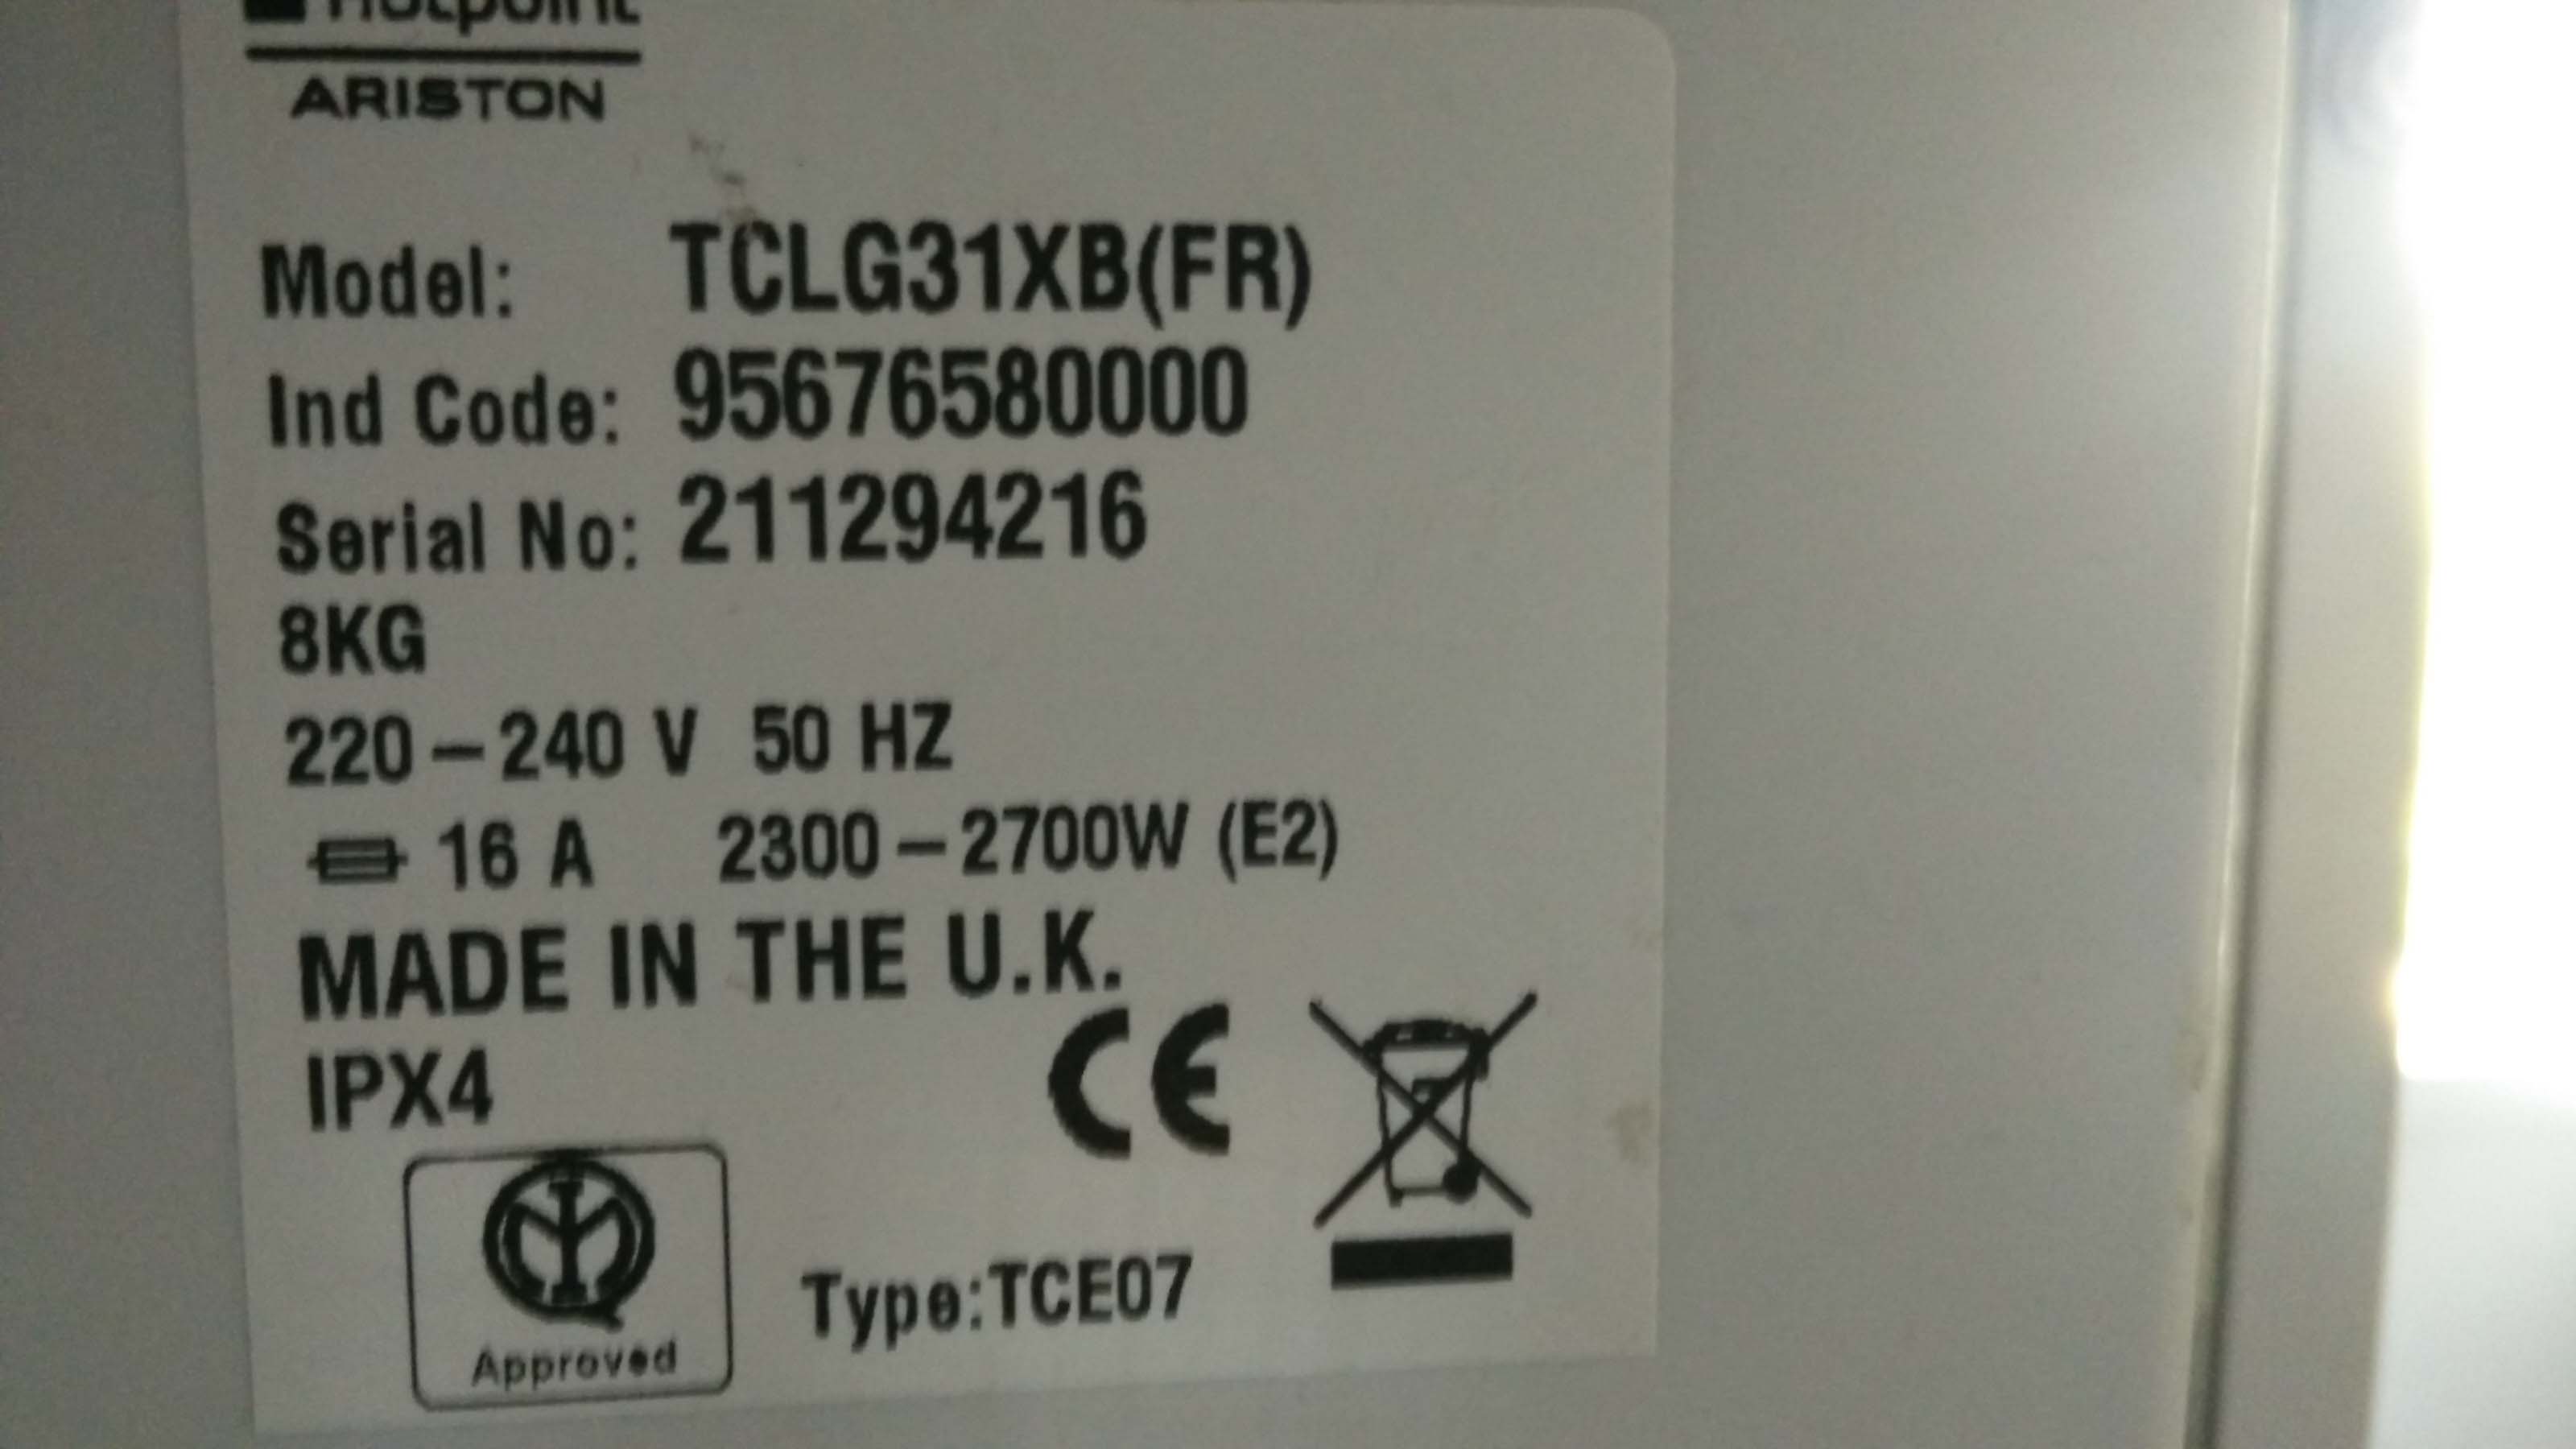 Hotpoint
ARISTON
Model: TCLG31XB(FR)
Ind Code: 95676580000
Serial No: 211294216
8KG
220-240 V 50 HZ
16 A 2300-2700W (E2)
MADE IN THE U.K.
IPX4
CE
Approved
Type:TCE07